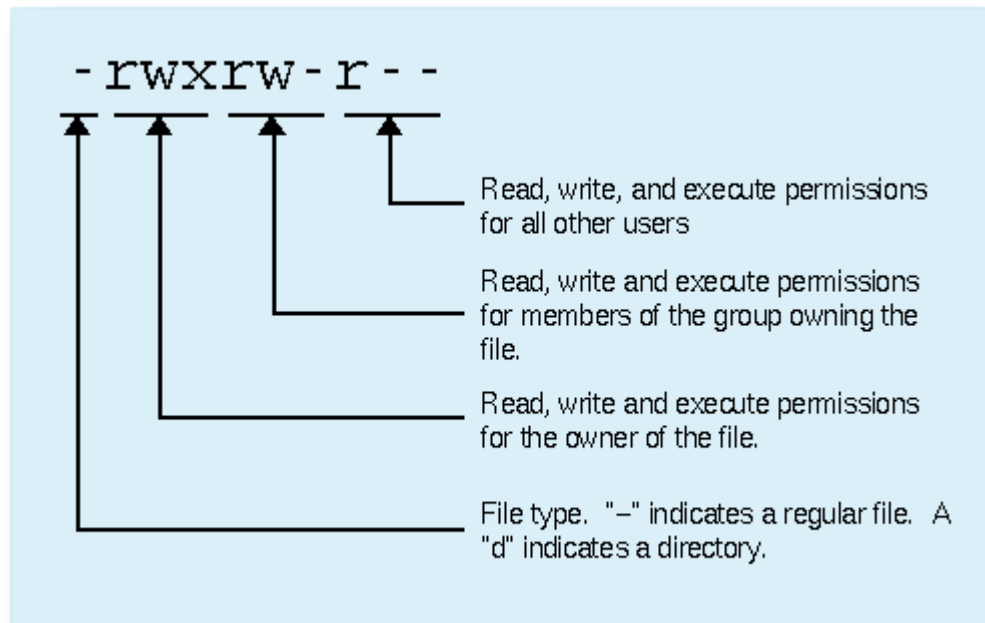 -rwxrw-r--
Read, write, and execute permissions
for all other users
Read, write and execute permissions
for members of the group owning the
file.
Read, write and execute permissions
for the owner of the file.
File type.  "–" indicates a regular file.  A
"d" indicates a directory.